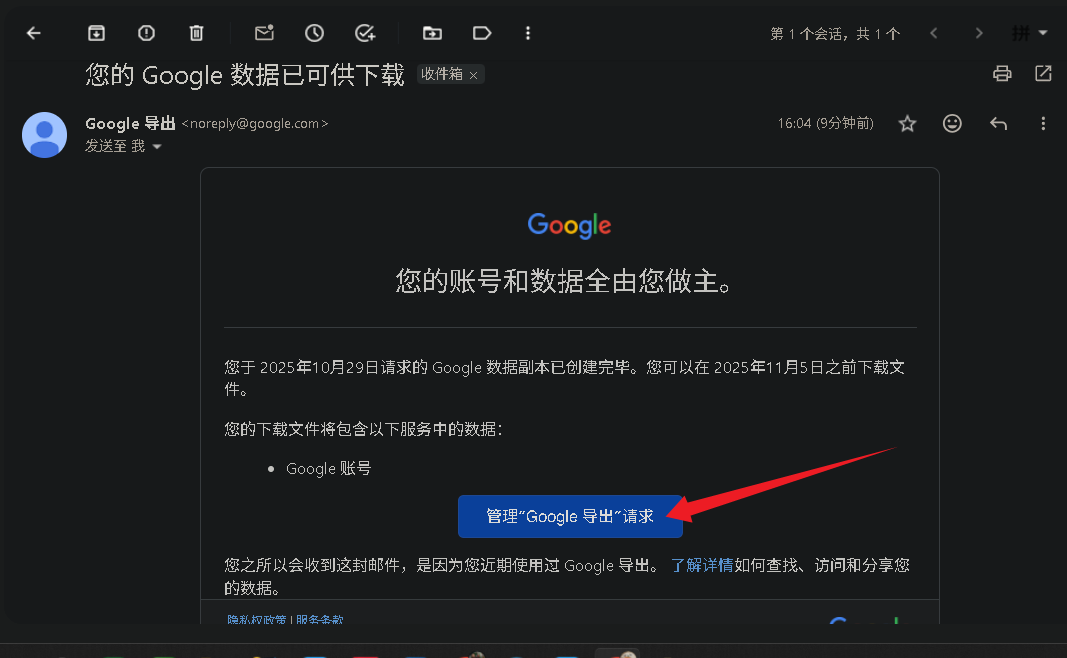 第 1 个会话，共 1 个
拼
您的 Google 数据已可供下载 收件箱 ×
Google 导出 <noreply@google.com> 16:04 (9分钟前)
发送至 我
Google
您的账号和数据全由您做主。
您于 2025年10月29日请求的 Google 数据副本已创建完毕。您可以在 2025年11月5日之前下载文
件。
您的下载文件将包含以下服务中的数据：
• Google 账号
管理“Google 导出”请求
您之所以会收到这封邮件，是因为您近期使用过 Google 导出。 了解详情如何查找、访问和分享您
的数据。
隐私权政策 | 服务条款